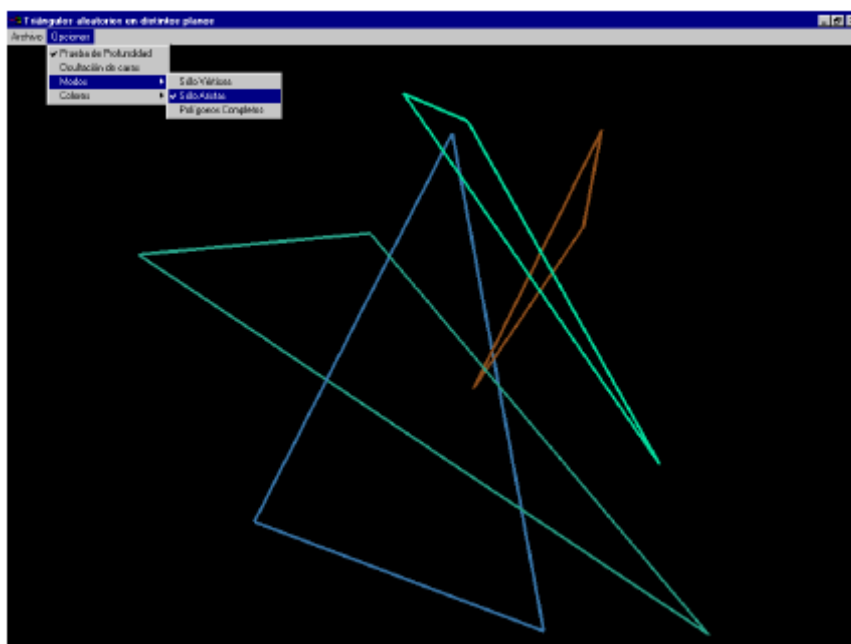 Triángulos aleatorios en distintos planos
Archivo Opciones
Prueba de Profundidad
Ocultación de caras
Modos Sólo Vértices
Colores Sólo Aristas
Polígonos Completos